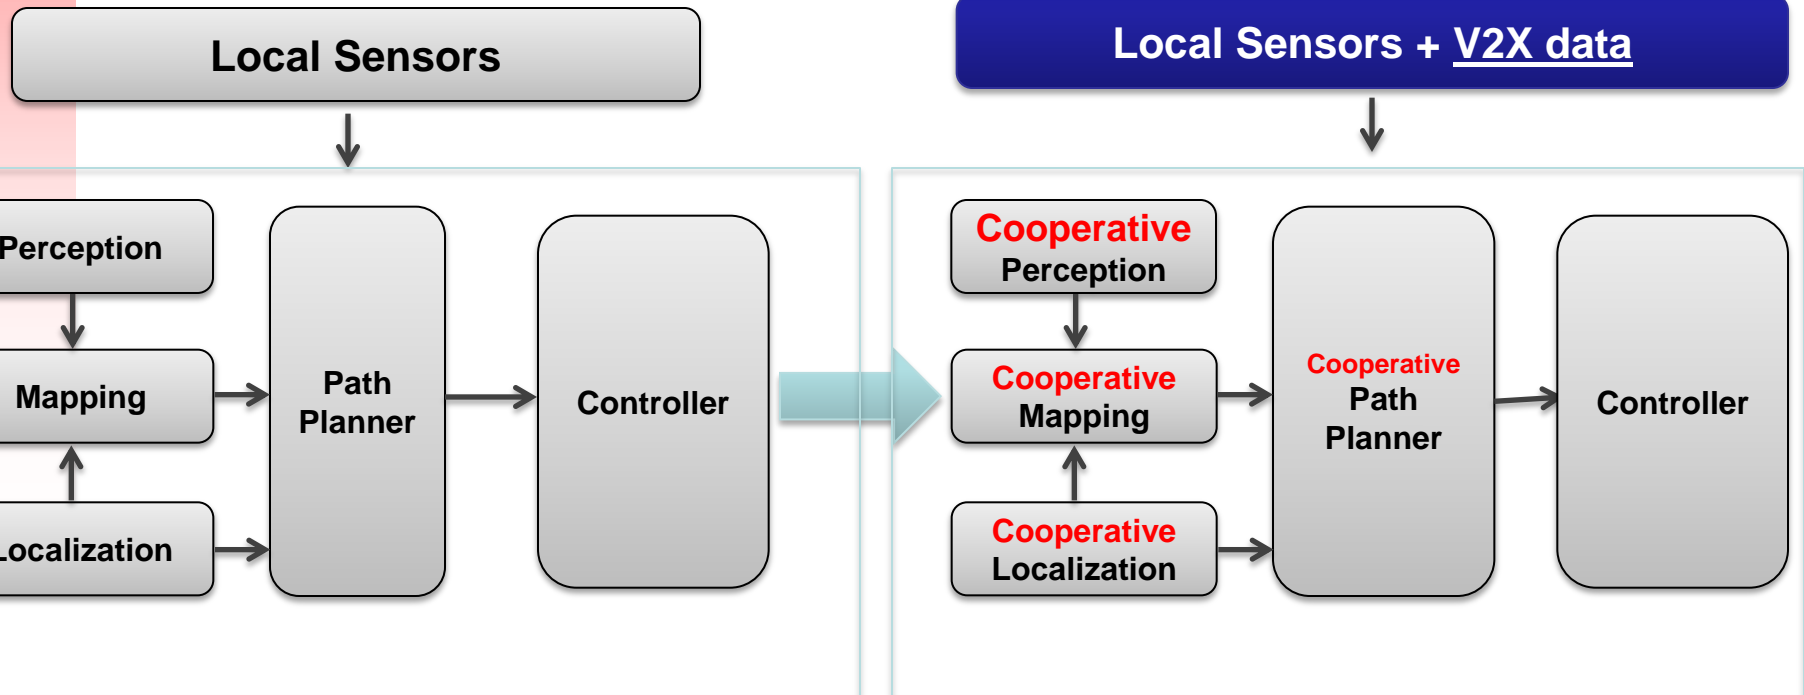 Local Sensors
Perception
Mapping
Localization
Path
Planner
Controller
Local Sensors + V2X data
Cooperative
Perception
Cooperative
Mapping
Cooperative
Localization
Cooperative
Path
Planner
Controller